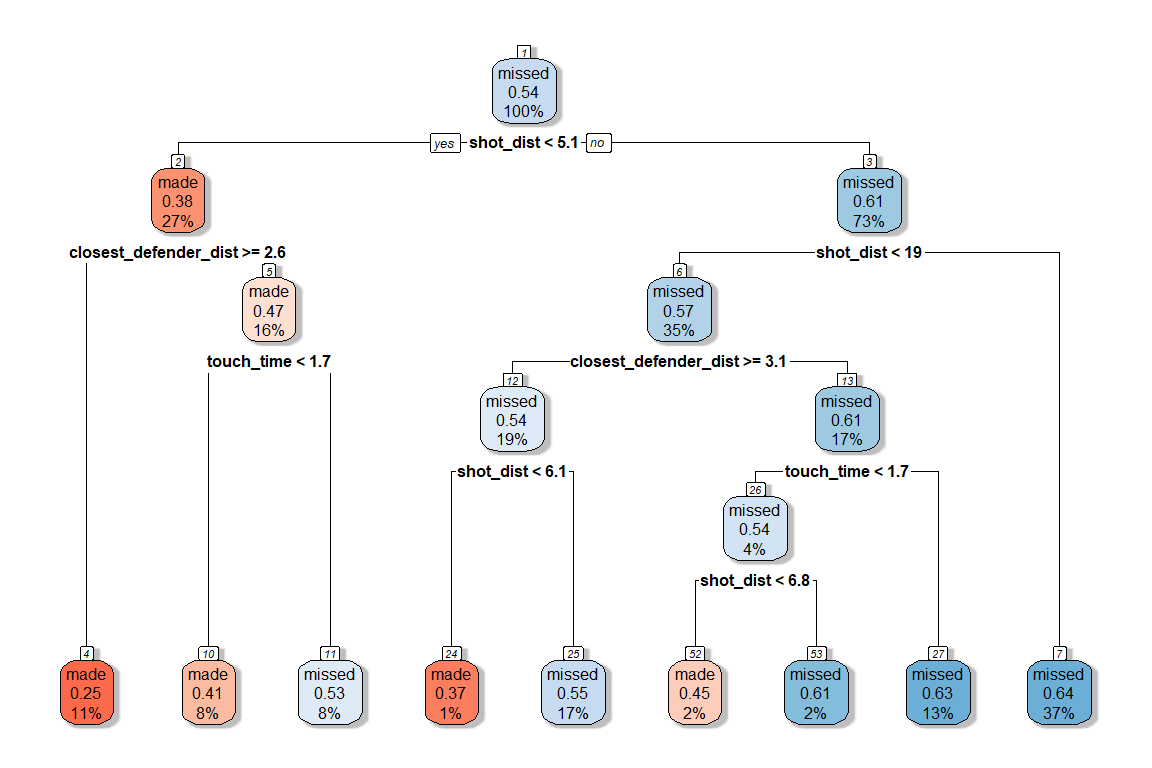 1
missed
0.54
100%
yes shot_dist < 5.1 no
2
made
0.38
27%
3
missed
0.61
73%
closest_defender_dist >= 2.6
shot_dist < 19
5
made
0.47
16%
6
missed
0.57
35%
touch_time < 1.7
closest_defender_dist >= 3.1
12
missed
0.54
19%
13
missed
0.61
17%
shot_dist < 6.1
touch_time < 1.7
26
missed
0.54
4%
shot_dist < 6.8
4
made
0.25
11%
10
made
0.41
8%
11
missed
0.53
8%
24
made
0.37
1%
25
missed
0.55
17%
52
made
0.45
2%
53
missed
0.61
2%
27
missed
0.63
13%
7
missed
0.64
37%